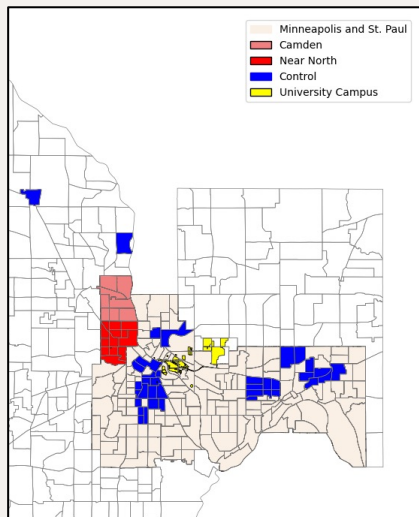 Minneapolis and St. Paul
Camden
Near North
Control
University Campus